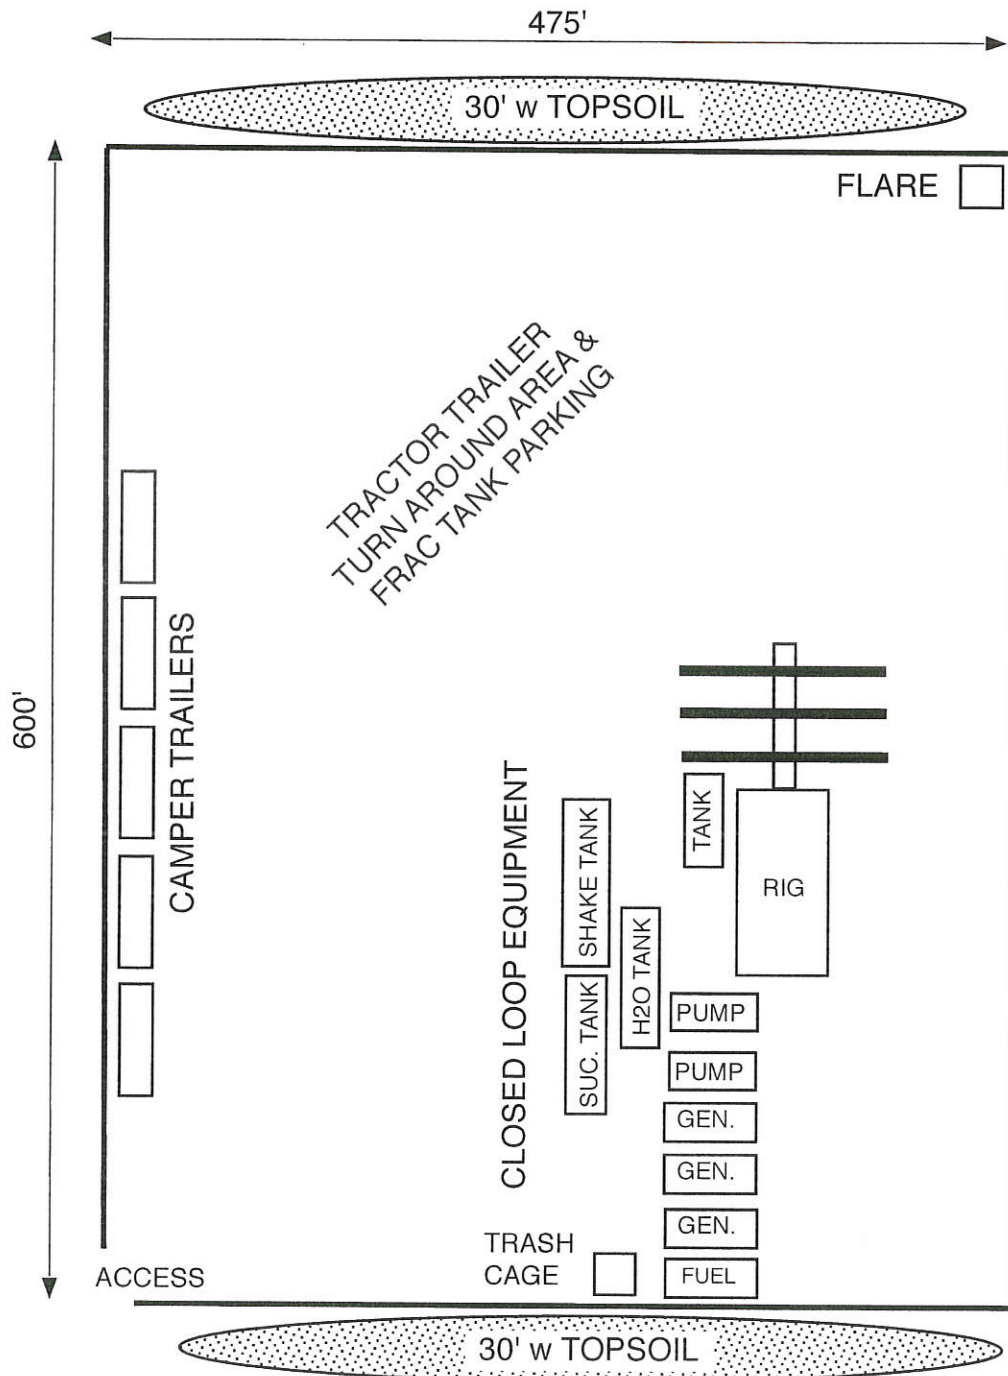 475'
30' w TOPSOIL
FLARE
TRACTOR TRAILER
TURN AROUND AREA &
FRAC TANK PARKING
600'
CAMPER TRAILERS
CLOSED LOOP EQUIPMENT
SHAKE TANK
SUC. TANK
H2O TANK
TANK
RIG
PUMP
PUMP
GEN.
GEN.
GEN.
FUEL
TRASH
CAGE
ACCESS
30' w TOPSOIL